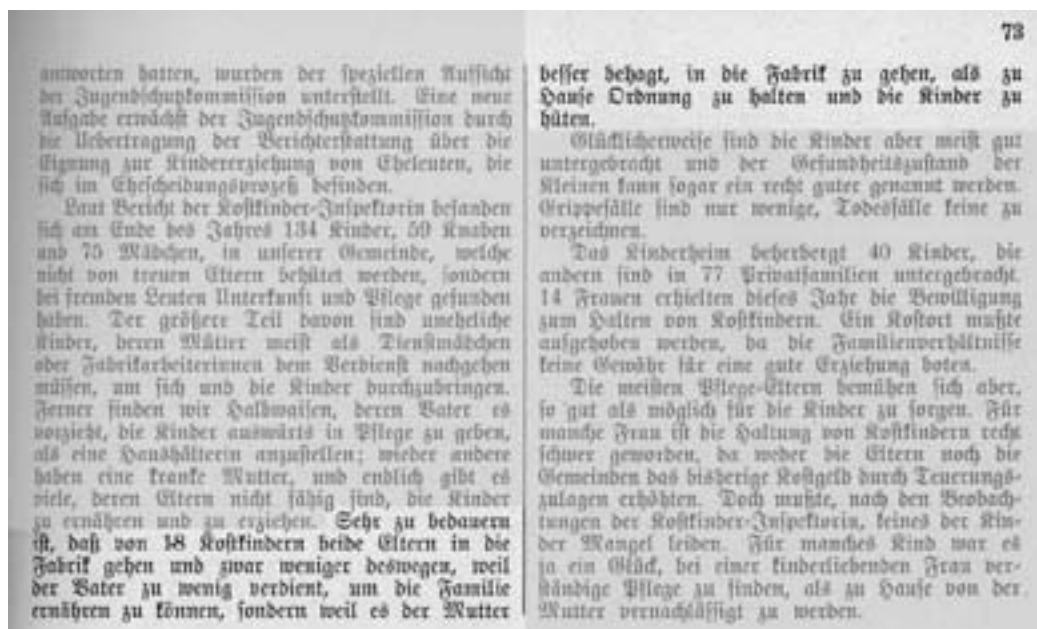 73
antworten hatten, wurden der speziellen Aufsicht
der Jugendschutzkommission unterstellt. Eine neue
Aufgabe erwächst der Jugendschutzkommission durch
die Uebertragung der Berichterstattung über die
Eignung zur Kindererziehung von Eheleuten, die
sich im Ehescheidungsprozeß befinden.
Laut Bericht der Kostkinder-Inspektorin befanden
sich am Ende des Jahres 134 Kinder, 59 Knaben
und 75 Mädchen, in unserer Gemeinde, welche
nicht von treuen Eltern behütet werden, sondern
bei fremden Leuten Unterkunft und Pflege gefunden
haben. Der größere Teil davon sind uneheliche
Kinder, deren Mütter meist als Dienstmädchen
oder Fabrikarbeiterinnen dem Verdienst nachgehen
müssen, um sich und die Kinder durchzubringen.
Ferner finden wir Halbwaisen, deren Vater es
vorzieht, die Kinder auswärts in Pflege zu geben,
als eine Haushälterin anzustellen; wieder andere
haben eine kranke Mutter, und endlich gibt es
viele, deren Eltern nicht fähig sind, die Kinder
zu ernähren und zu erziehen. Sehr zu bedauern
ist, daß von 18 Kostkindern beide Eltern in die
Fabrik gehen und zwar weniger deswegen, weil
der Vater zu wenig verdient, um die Familie
ernähren zu können, sondern weil es der Mutter
besser behagt, in die Fabrik zu gehen, als zu
Hause Ordnung zu halten und die Kinder zu
hüten.
Glücklicherweise sind die Kinder aber meist gut
untergebracht und der Gesundheitszustand der
Kleinen kann sogar ein recht guter genannt werden.
Grippefälle sind nur wenige, Todesfälle keine zu
verzeichnen.
Das Kinderheim beherbergt 40 Kinder, die
andern sind in 77 Privatfamilien untergebracht.
14 Frauen erhielten dieses Jahr die Bewilligung
zum Halten von Kostkindern. Ein Kostort mußte
aufgehoben werden, da die Familienverhältnisse
keine Gewähr für eine gute Erziehung boten.
Die meisten Pflege-Eltern bemühen sich aber,
so gut als möglich für die Kinder zu sorgen. Für
manche Frau ist die Haltung von Kostkindern recht
schwer geworden, da weder die Eltern noch die
Gemeinden das bisherige Kostgeld durch Teuerungs-
zulagen erhöhten. Doch mußte, nach den Beobach-
tungen der Kostkinder-Inspektorin, keines der Kin-
der Mangel leiden. Für manches Kind war es
ja ein Glück, bei einer kinderliebenden Frau ver-
ständige Pflege zu finden, als zu Hause von der
Mutter vernachlässigt zu werden.